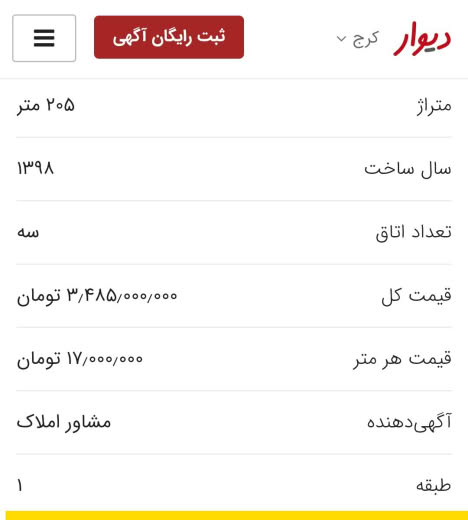 دیوار کرج ثبت رایگان آگهی
متراژ ۲۰۵ متر
سال ساخت ۱۳۹۸
تعداد اتاق سه
قیمت کل ۳٫۴۸۵٫۰۰۰٫۰۰۰ تومان
قیمت هر متر ۱۷٫۰۰۰٫۰۰۰ تومان
آگهی‌دهنده مشاور املاک
طبقه ۱